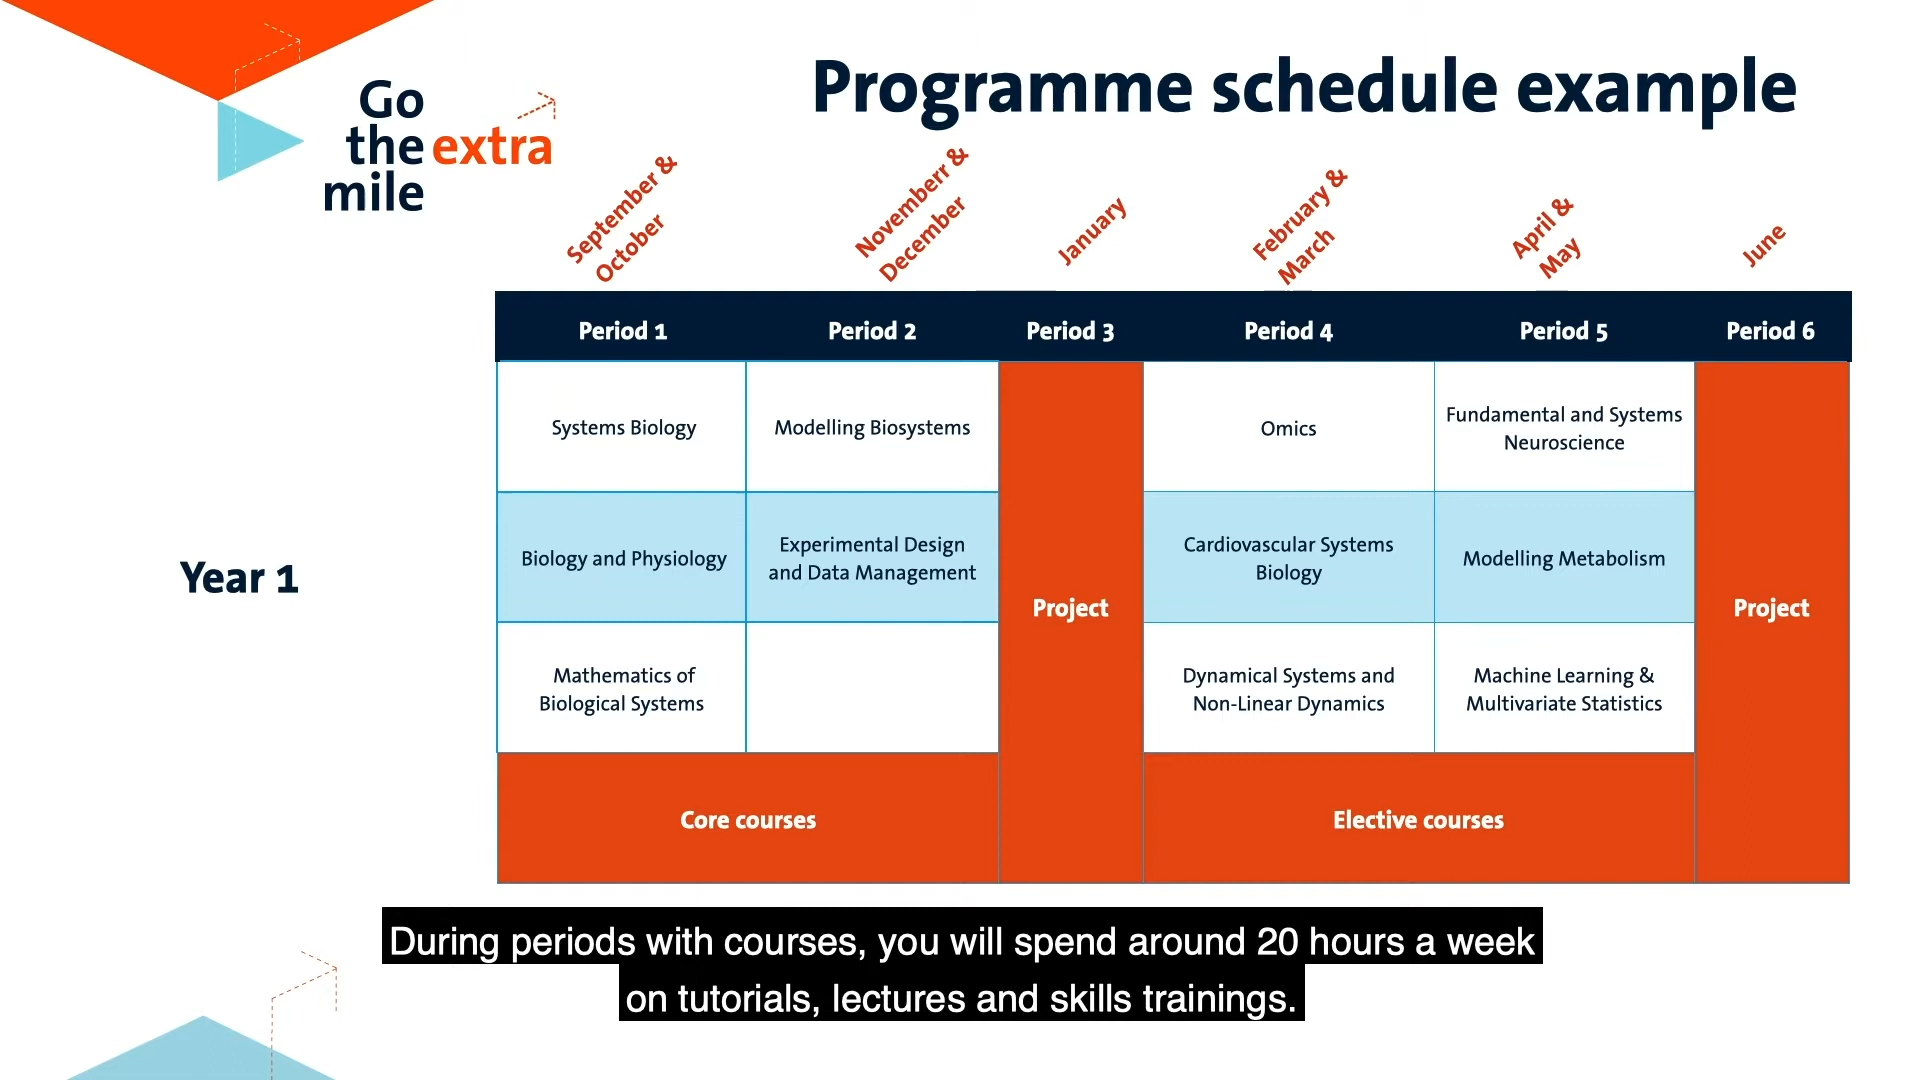 Go
the extra
mile
Programme schedule example
September &
October
Novemberr &
December
January
February &
March
April &
May
June
Period 1
Period 2
Period 3
Period 4
Period 5
Period 6
Year 1
Systems Biology
Modelling Biosystems
Omics
Fundamental and Systems
Neuroscience
Biology and Physiology
Experimental Design
and Data Management
Cardiovascular Systems
Biology
Modelling Metabolism
Project
Project
Mathematics of
Biological Systems
Dynamical Systems and
Non-Linear Dynamics
Machine Learning &
Multivariate Statistics
Core courses
Elective courses
During periods with courses, you will spend around 20 hours a week
on tutorials, lectures and skills trainings.